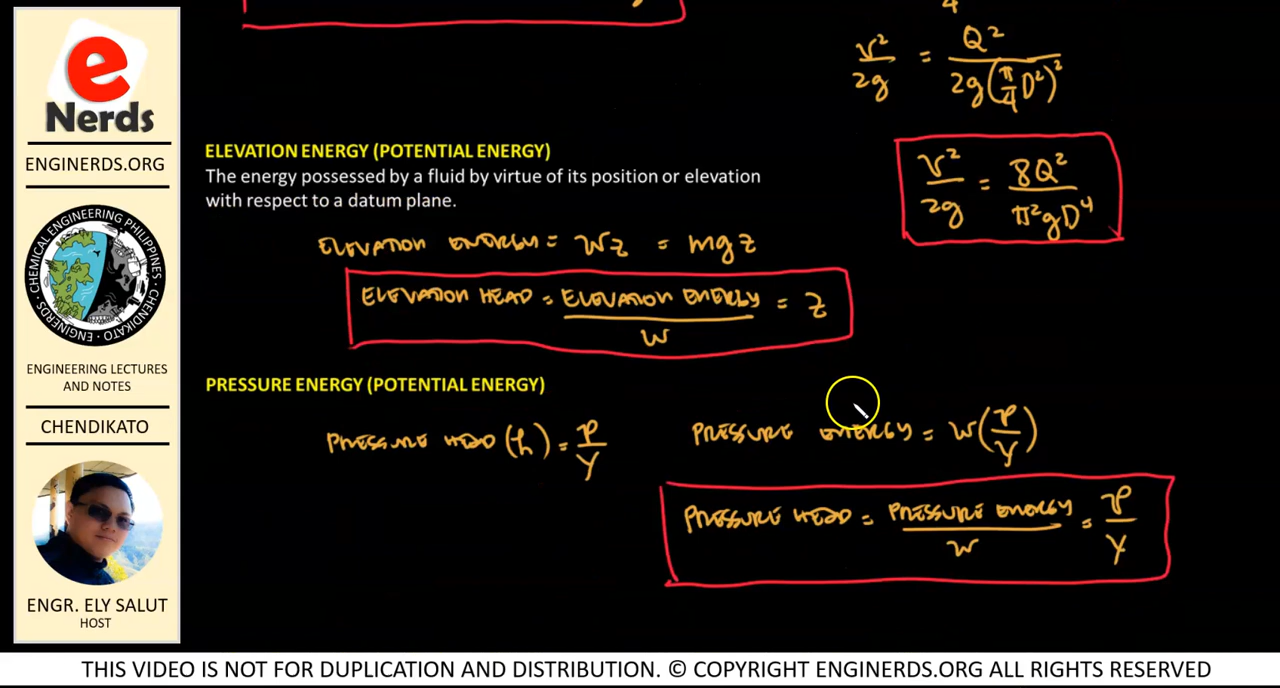 e
Nerds
ENGINERDS.ORG
CHEMICAL ENGINEERING PHILIPPINES
CHENDIKATO ENGINERDS
ENGINEERING LECTURES
AND NOTES
CHENDIKATO
ENGR. ELY SALUT
HOST
4
v²/2g = Q²/2g(π/4 D²)²
v²/2g = 8Q²/π²gD⁴
ELEVATION ENERGY (POTENTIAL ENERGY)
The energy possessed by a fluid by virtue of its position or elevation
with respect to a datum plane.
ELEVATION ENERGY = Wz = mgz
ELEVATION HEAD = ELEVATION ENERGY/W = z
PRESSURE ENERGY (POTENTIAL ENERGY)
PRESSURE HEAD (h) = P/γ
PRESSURE ENERGY = W(P/γ)
PRESSURE HEAD = PRESSURE ENERGY/W = P/γ
THIS VIDEO IS NOT FOR DUPLICATION AND DISTRIBUTION. © COPYRIGHT ENGINERDS.ORG ALL RIGHTS RESERVED